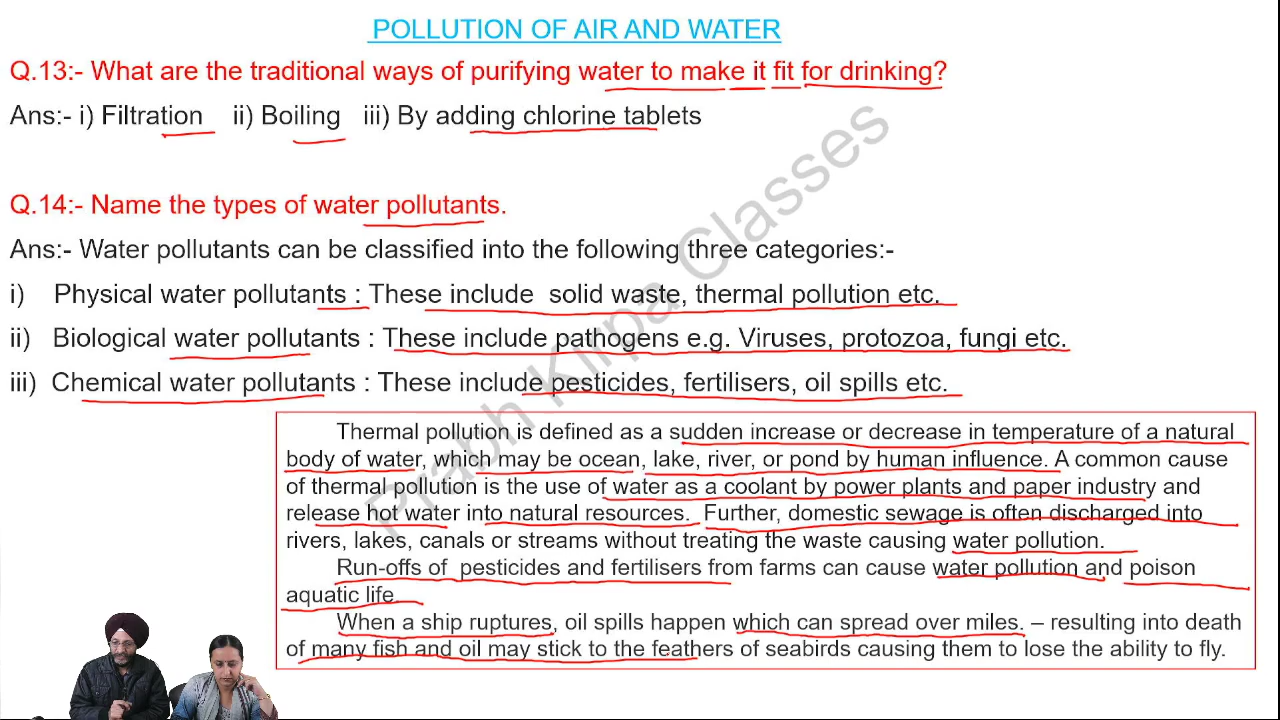 POLLUTION OF AIR AND WATER
Q.13:- What are the traditional ways of purifying water to make it fit for drinking?
Ans:- i) Filtration ii) Boiling iii) By adding chlorine tablets
Q.14:- Name the types of water pollutants.
Ans:- Water pollutants can be classified into the following three categories:-
i) Physical water pollutants : These include solid waste, thermal pollution etc.
ii) Biological water pollutants : These include pathogens e.g. Viruses, protozoa, fungi etc.
iii) Chemical water pollutants : These include pesticides, fertilisers, oil spills etc.
Thermal pollution is defined as a sudden increase or decrease in temperature of a natural
body of water, which may be ocean, lake, river, or pond by human influence. A common cause
of thermal pollution is the use of water as a coolant by power plants and paper industry and
release hot water into natural resources. Further, domestic sewage is often discharged into
rivers, lakes, canals or streams without treating the waste causing water pollution.
Run-offs of pesticides and fertilisers from farms can cause water pollution and poison
aquatic life.
When a ship ruptures, oil spills happen which can spread over miles. – resulting into death
of many fish and oil may stick to the feathers of seabirds causing them to lose the ability to fly.
Prabh Kirpa Classes